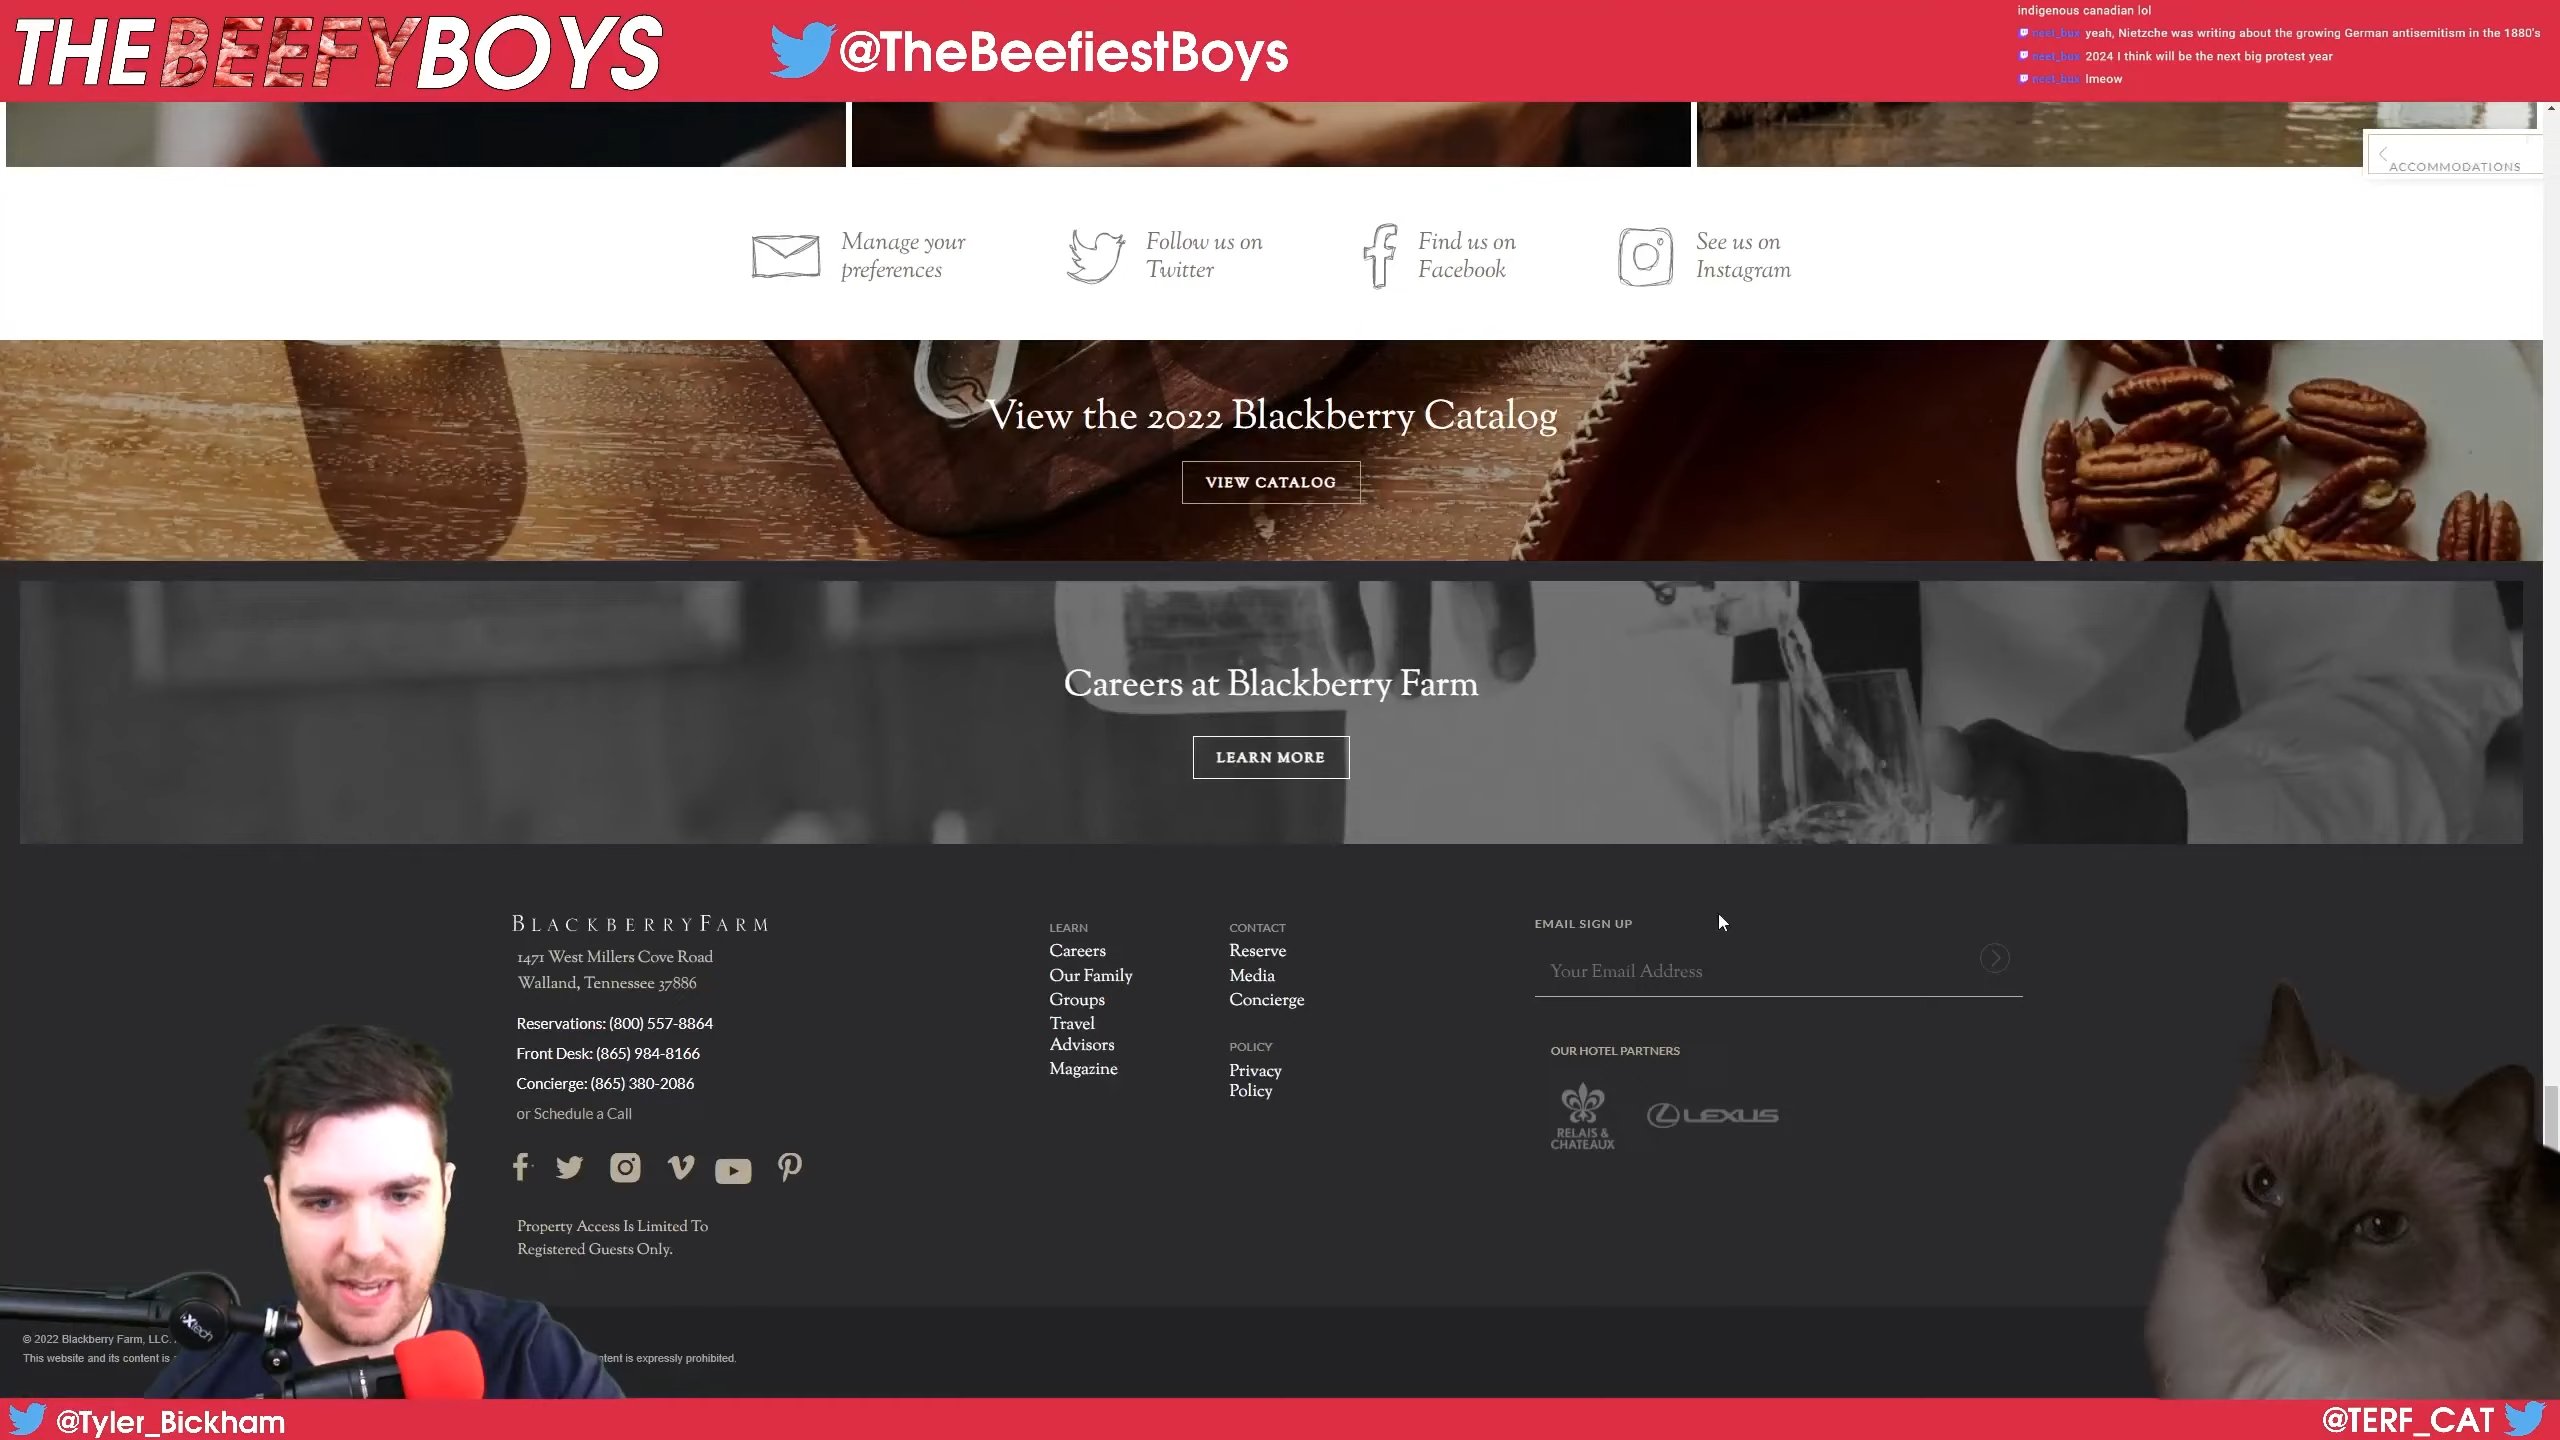 THE BEEFY BOYS
@TheBeefiestBoys
indigenous canadian lol
neet_bux yeah, Nietzche was writing about the growing German antisemitism in the 1880's
neet_bux 2024 I think will be the next big protest year
neet_bux lmeow
ACCOMMODATIONS
Manage your
preferences
Follow us on
Twitter
Find us on
Facebook
See us on
Instagram
View the 2022 Blackberry Catalog
VIEW CATALOG
Careers at Blackberry Farm
LEARN MORE
BLACKBERRY FARM
1471 West Millers Cove Road
Walland, Tennessee 37886
Reservations: (800) 557-8864
Front Desk: (865) 984-8166
Concierge: (865) 380-2086
or Schedule a Call
Property Access Is Limited To
Registered Guests Only.
LEARN
Careers
Our Family
Groups
Travel
Advisors
Magazine
CONTACT
Reserve
Media
Concierge
POLICY
Privacy
Policy
EMAIL SIGN UP
Your Email Address
OUR HOTEL PARTNERS
RELAIS &
CHATEAUX
LEXUS
© 2022 Blackberry Farm, LLC.
This website and its content is
tent is expressly prohibited.
@Tyler_Bickham
@TERF_CAT